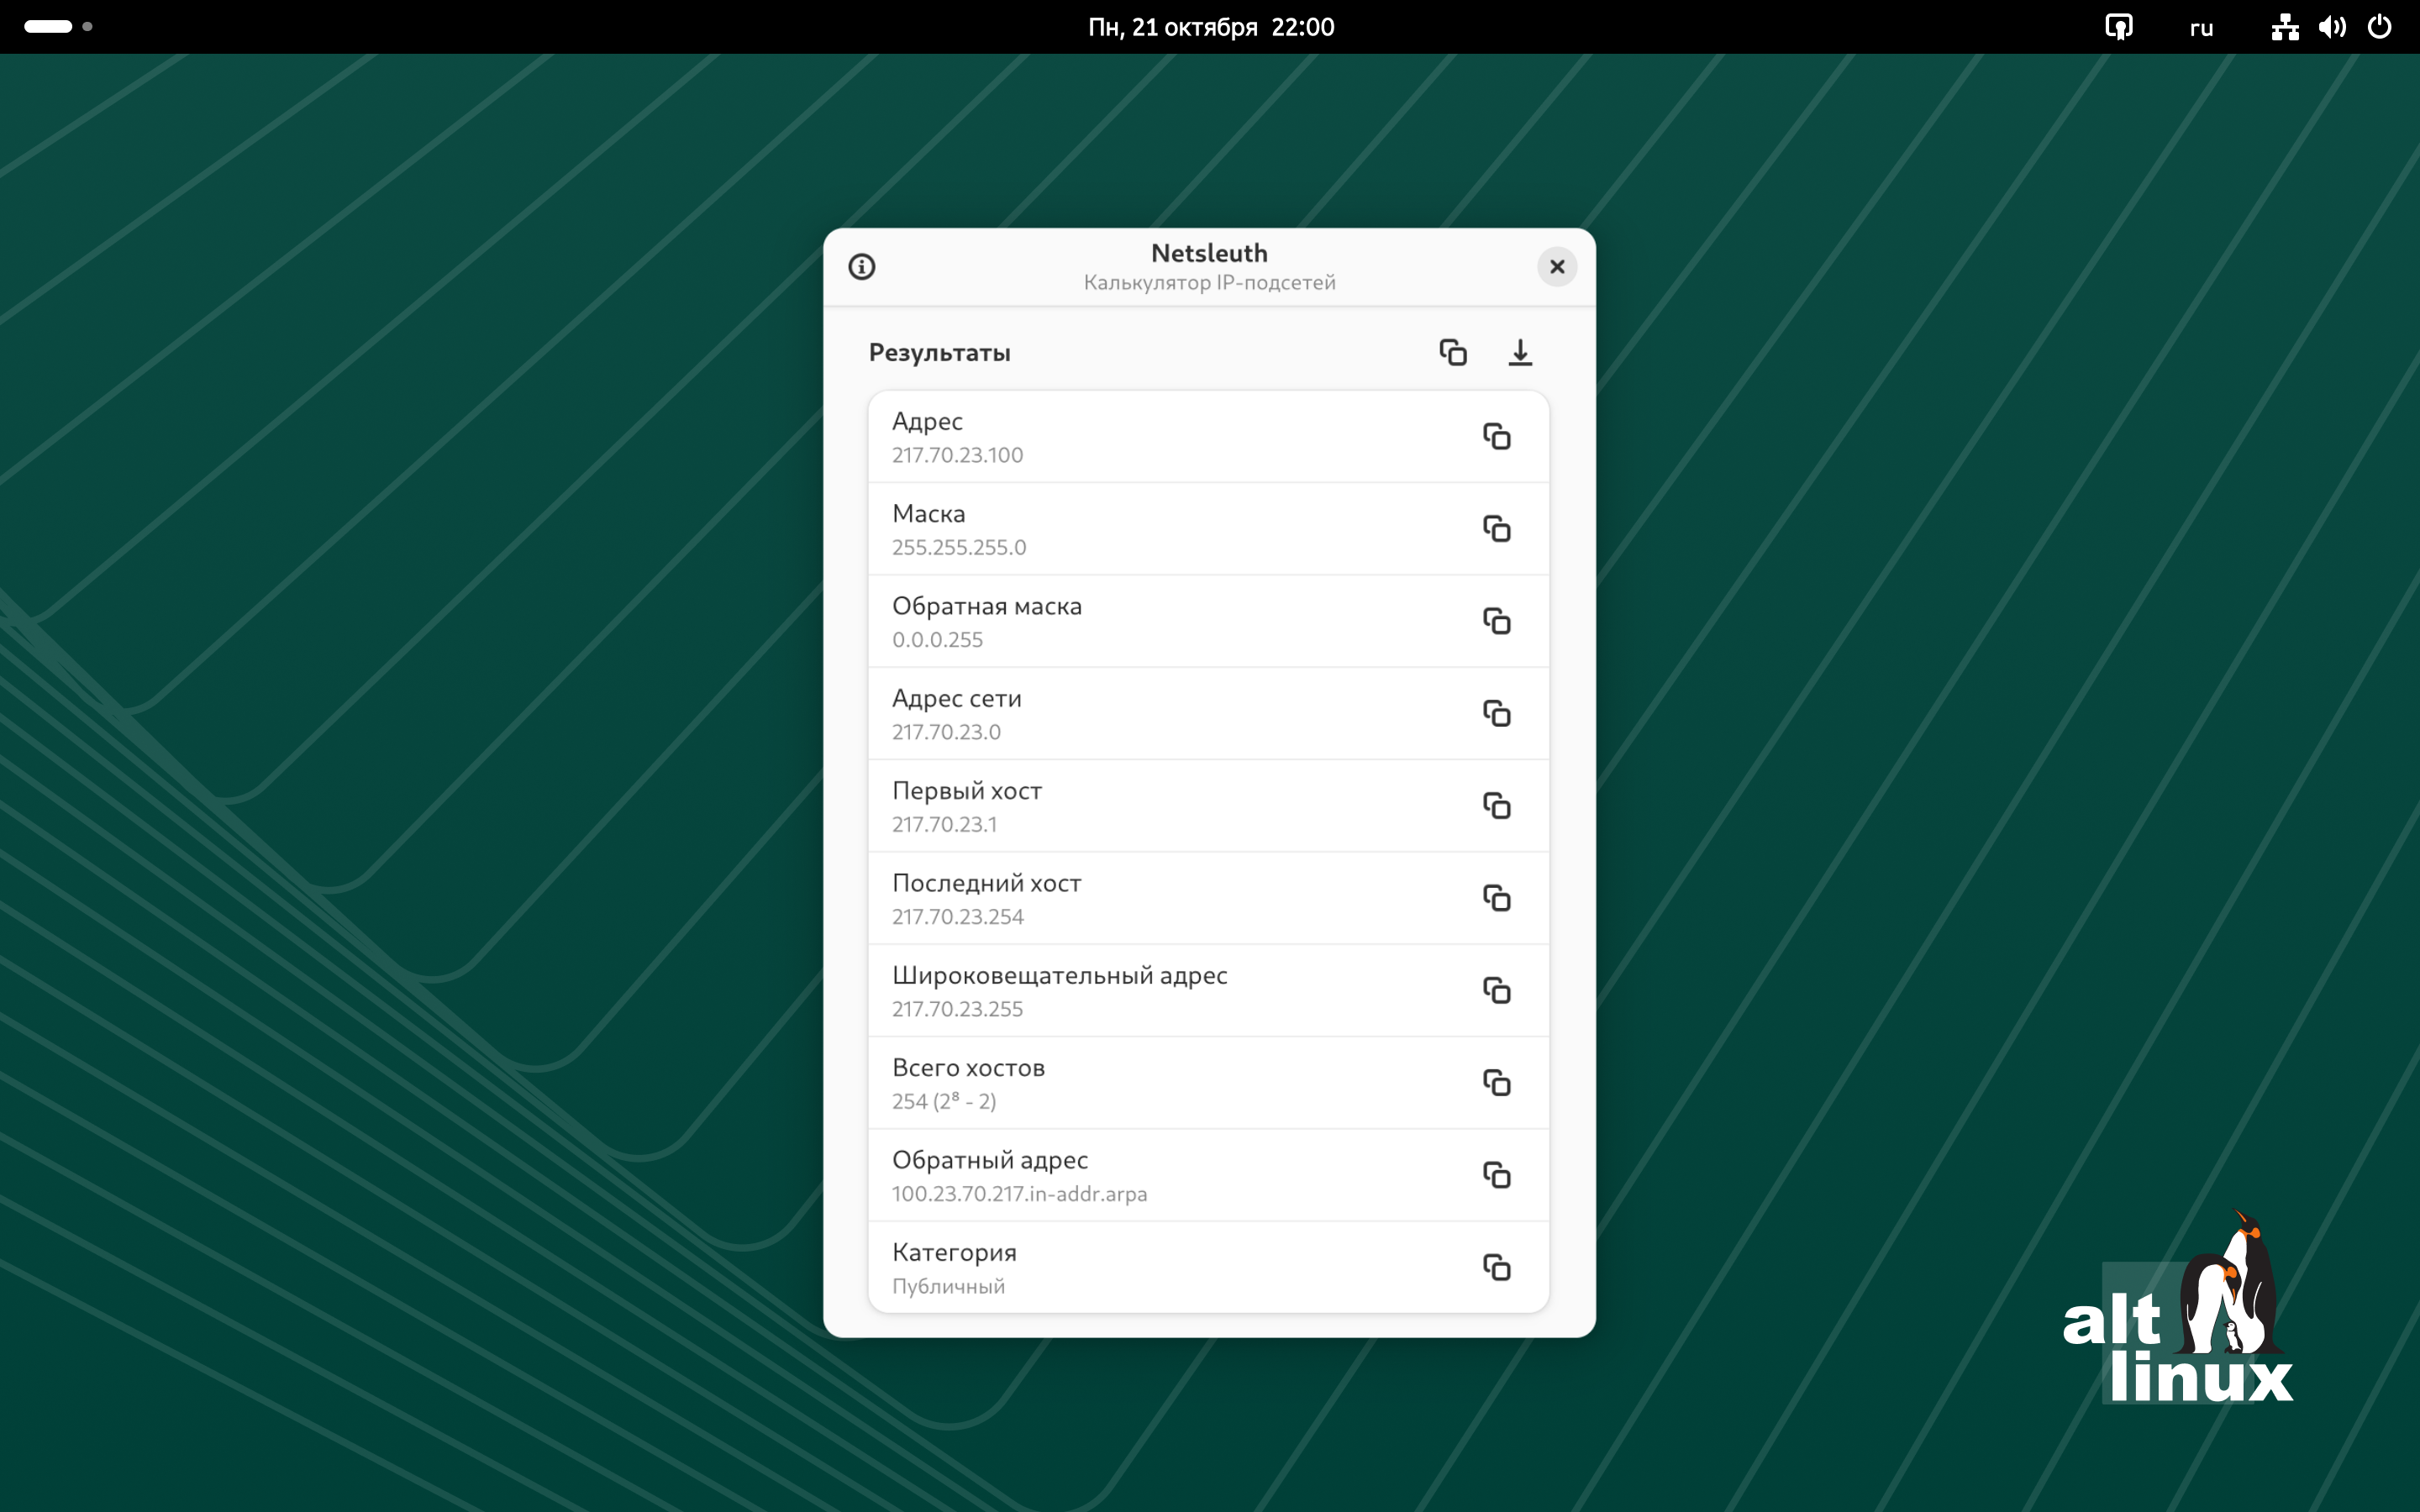 Пн, 21 октября 22:00
ru
Netsleuth
Калькулятор IP-подсетей
Результаты
Адрес
217.70.23.100
Маска
255.255.255.0
Обратная маска
0.0.0.255
Адрес сети
217.70.23.0
Первый хост
217.70.23.1
Последний хост
217.70.23.254
Широковещательный адрес
217.70.23.255
Всего хостов
254 (2⁸ - 2)
Обратный адрес
100.23.70.217.in-addr.arpa
Категория
Публичный
alt
linux